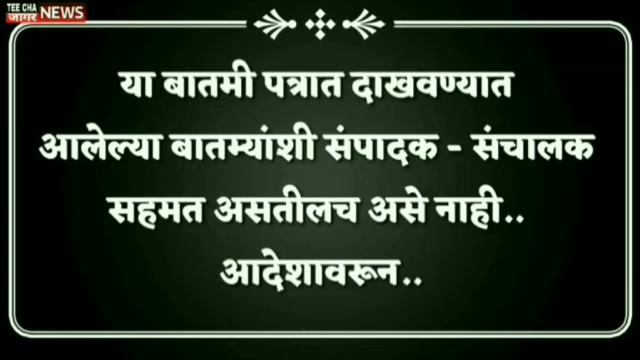 TEE CHA
जागर NEWS
या बातमी पत्रात दाखवण्यात
आलेल्या बातम्यांशी संपादक - संचालक
सहमत असतीलच असे नाही..
आदेशावरून..